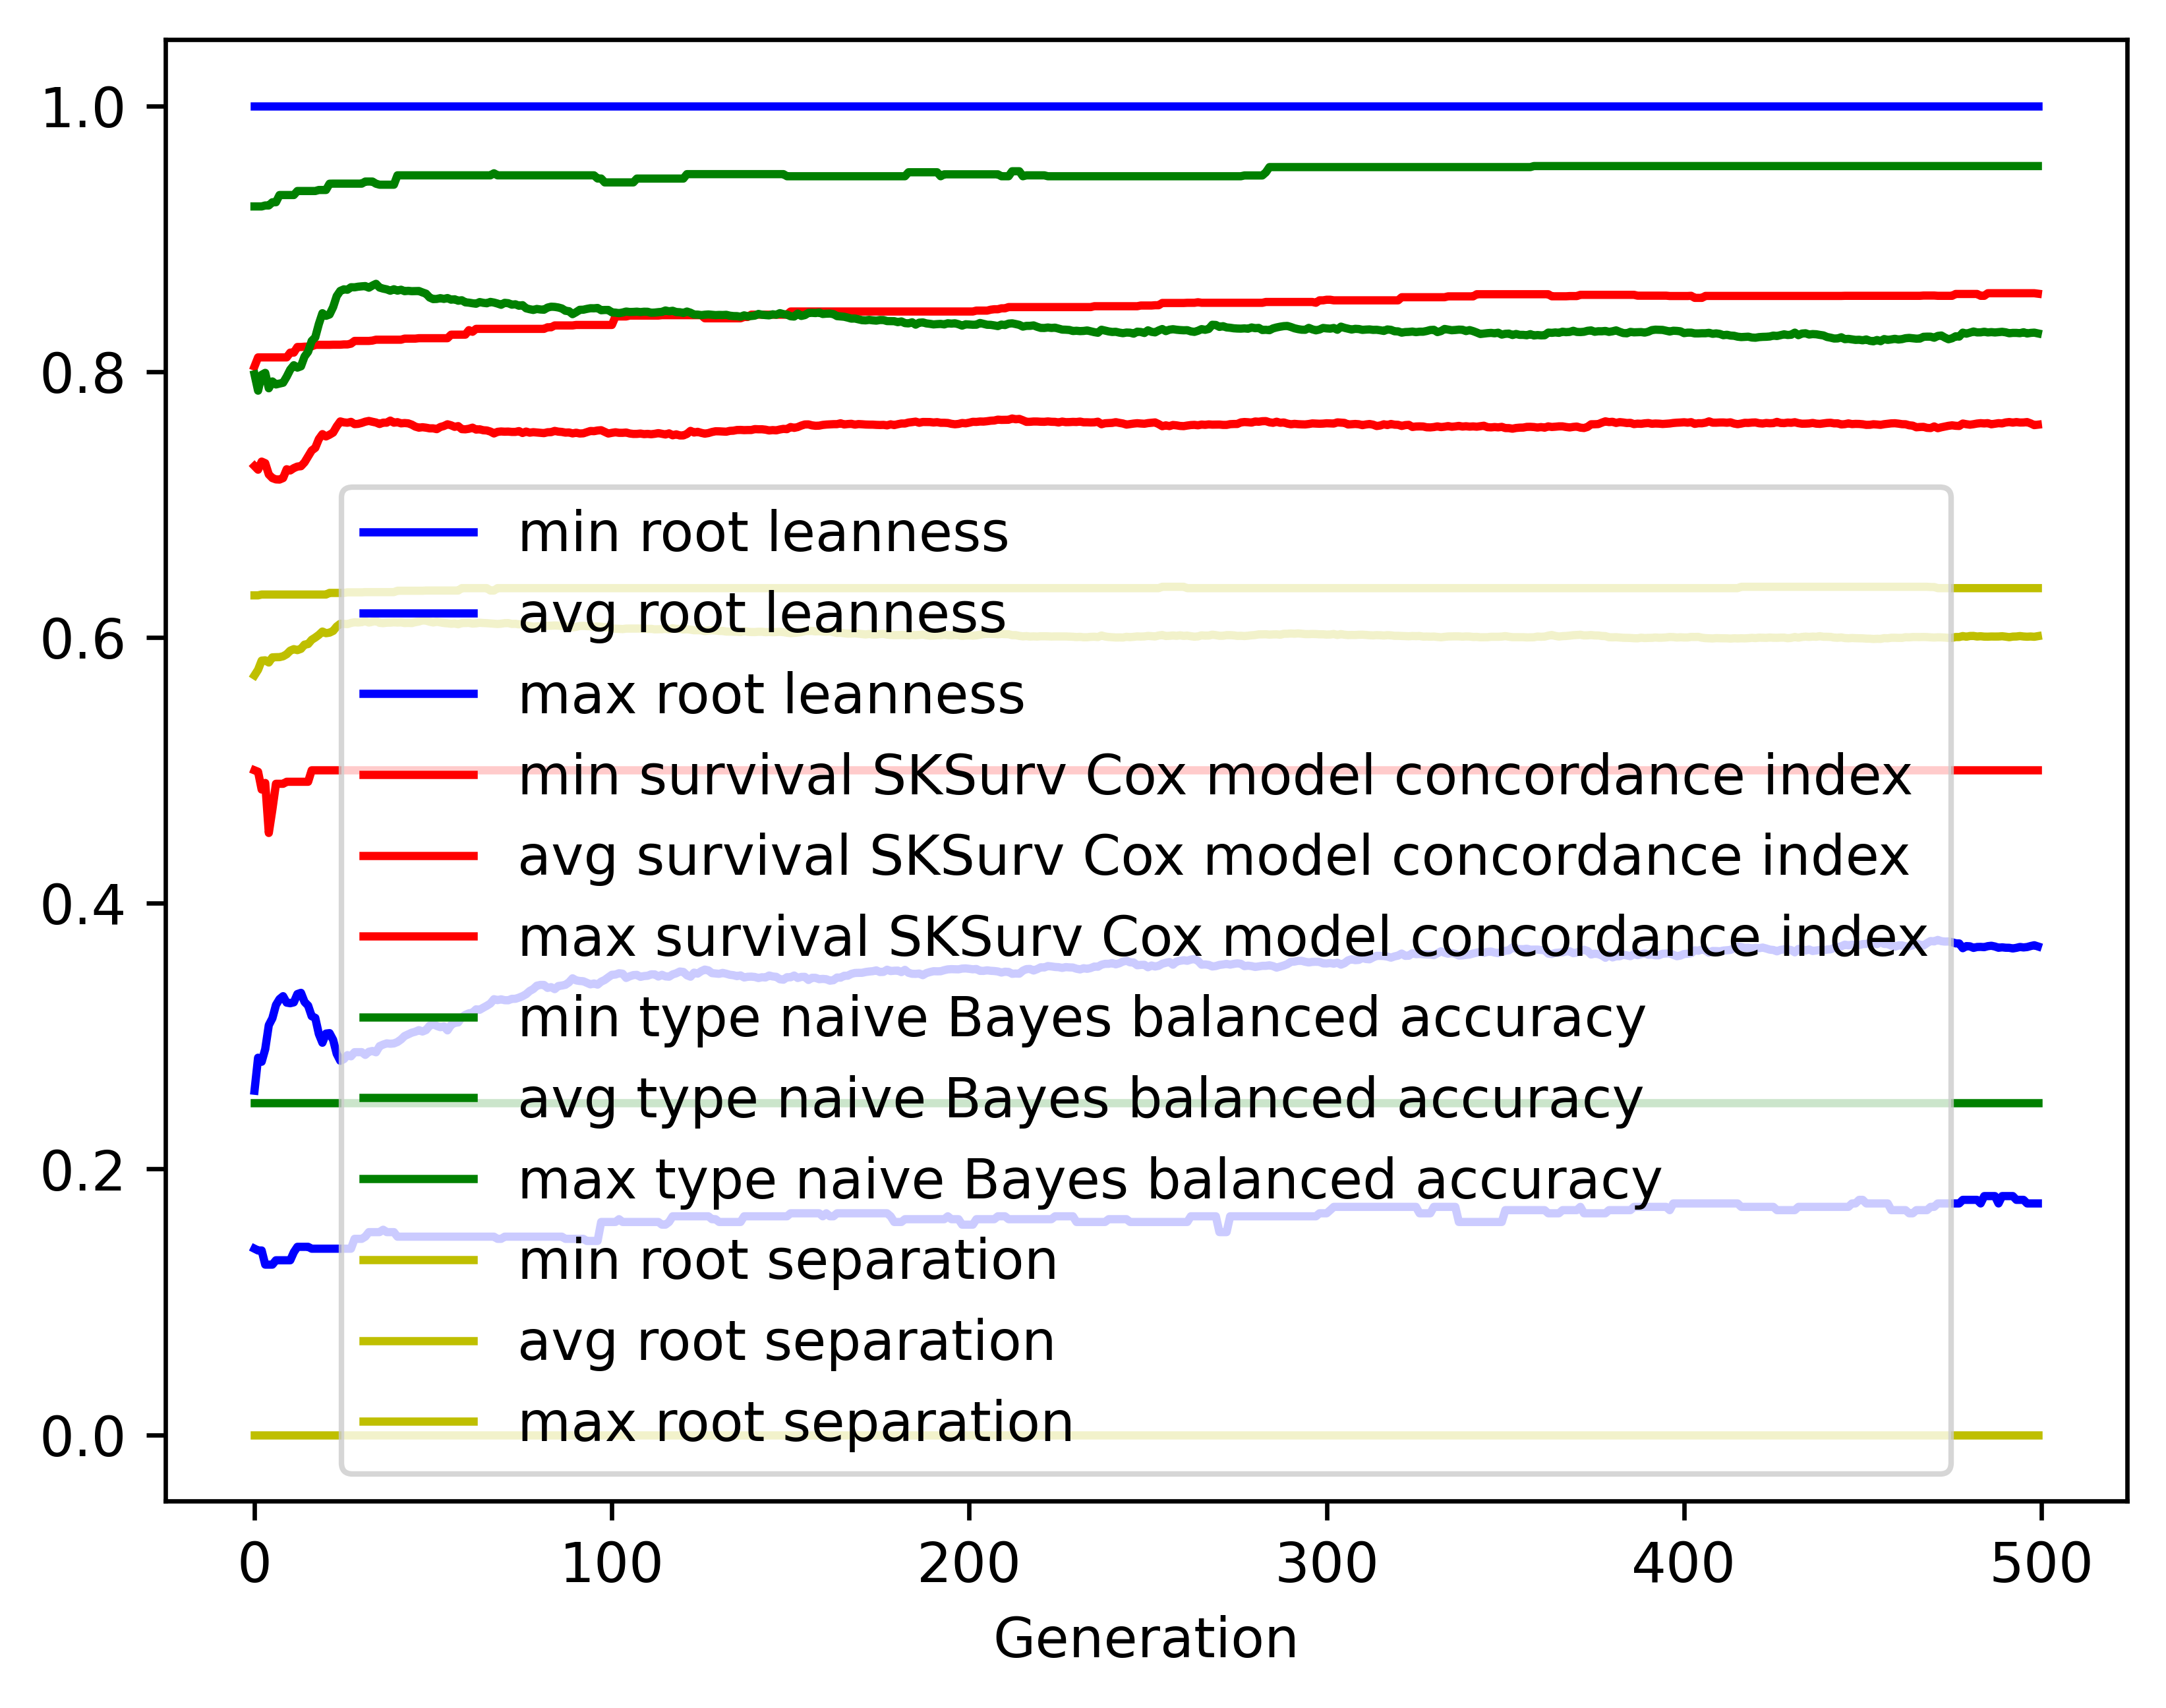 1.0
0.8
0.6
0.4
0.2
0.0
min root leanness
avg root leanness
max root leanness
min survival SKSurv Cox model concordance index
avg survival SKSurv Cox model concordance index
max survival SKSurv Cox model concordance index
min type naive Bayes balanced accuracy
avg type naive Bayes balanced accuracy
max type naive Bayes balanced accuracy
min root separation
avg root separation
max root separation
0 100 200 300 400 500
Generation